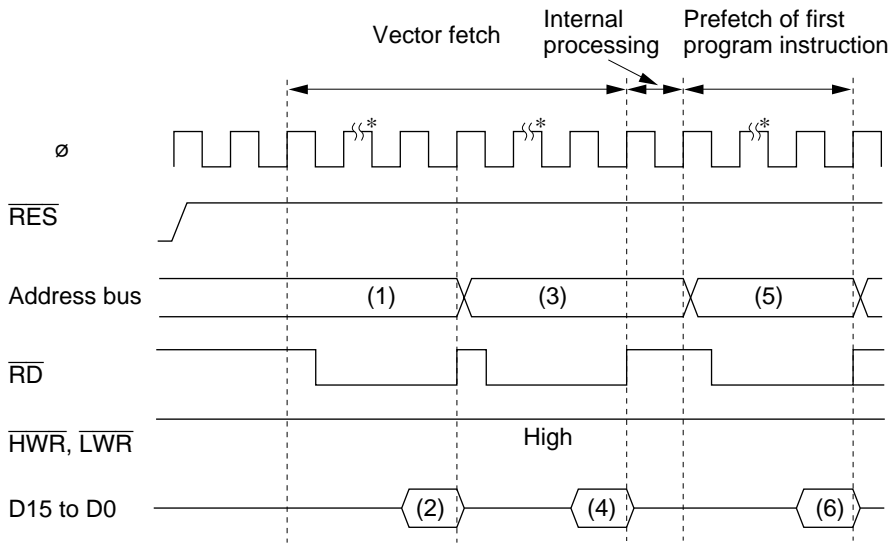 Vector fetch
Internal
processing
Prefetch of first
program instruction
* * *
ø
RES
Address bus (1) (3) (5)
RD
HWR, LWR High
D15 to D0 (2) (4) (6)